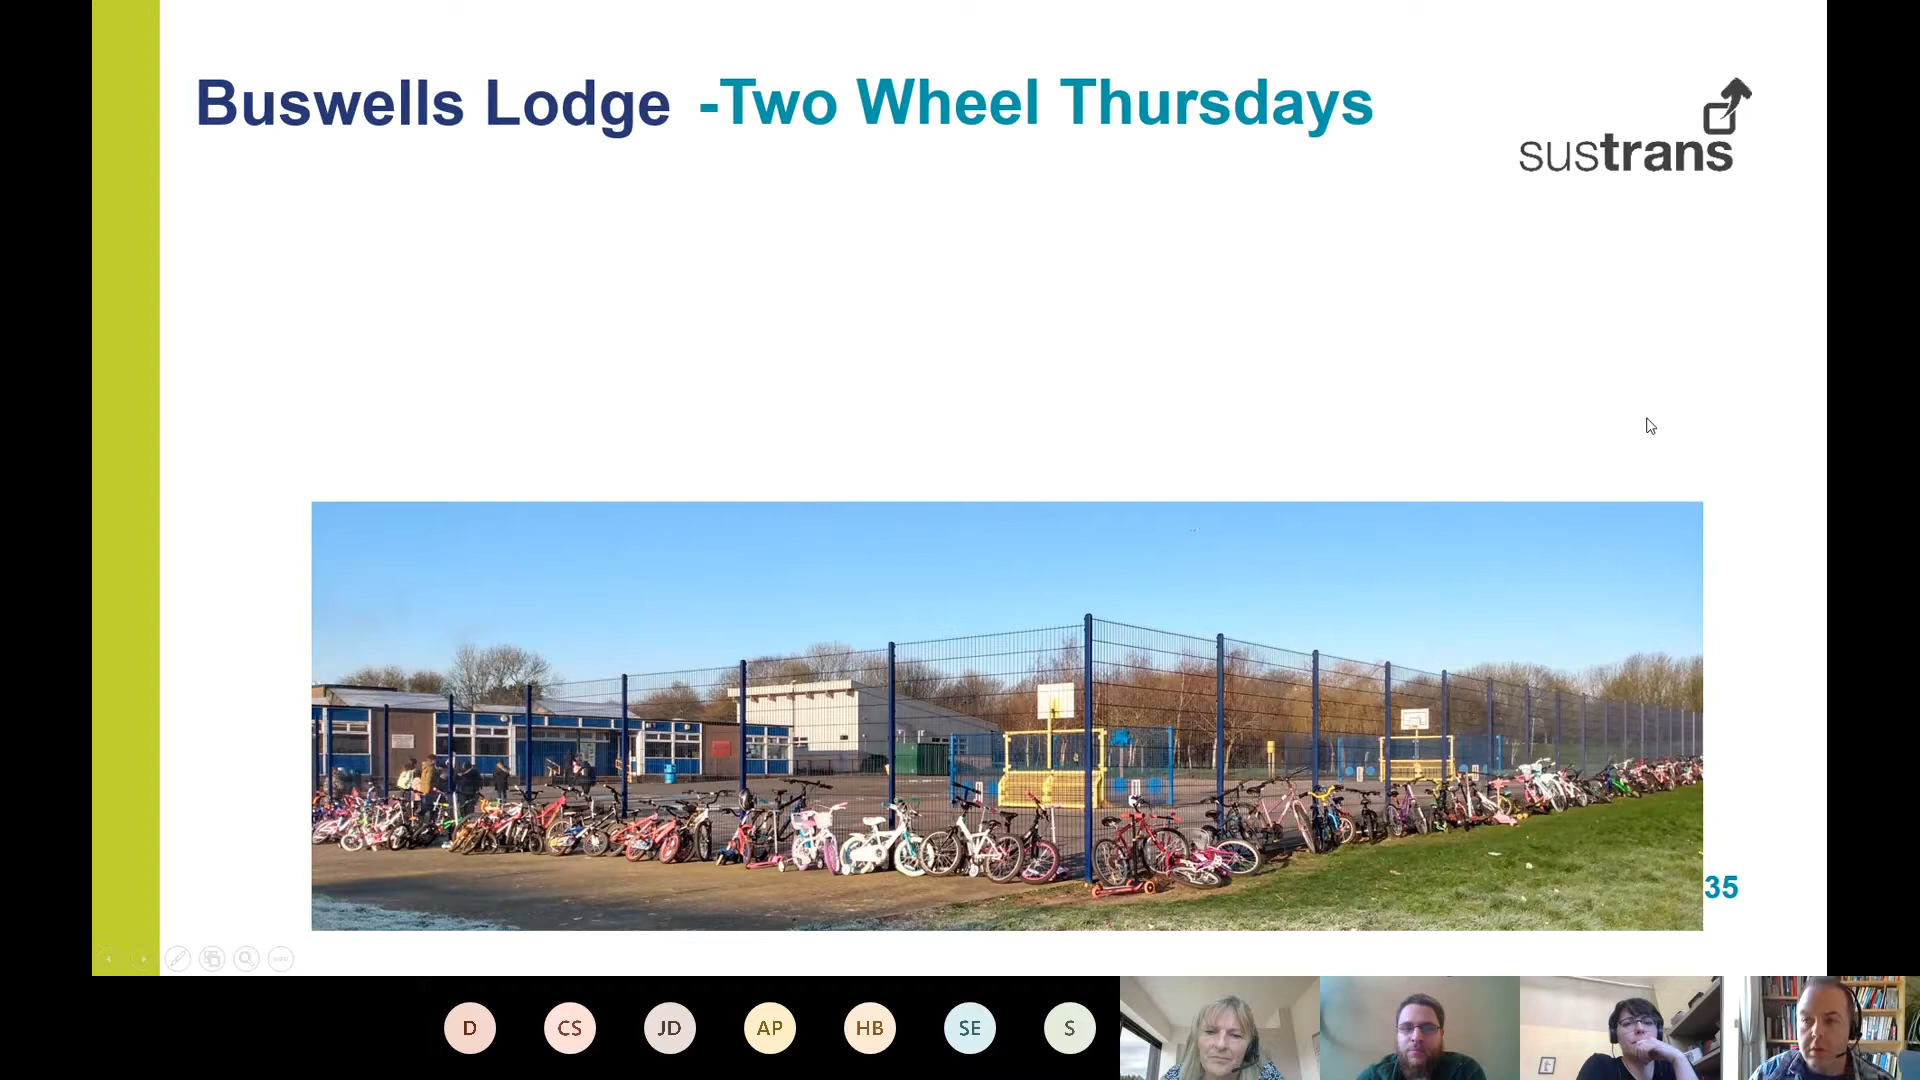 Buswells Lodge -Two Wheel Thursdays
sustrans
35
D
CS
JD
AP
HB
SE
S